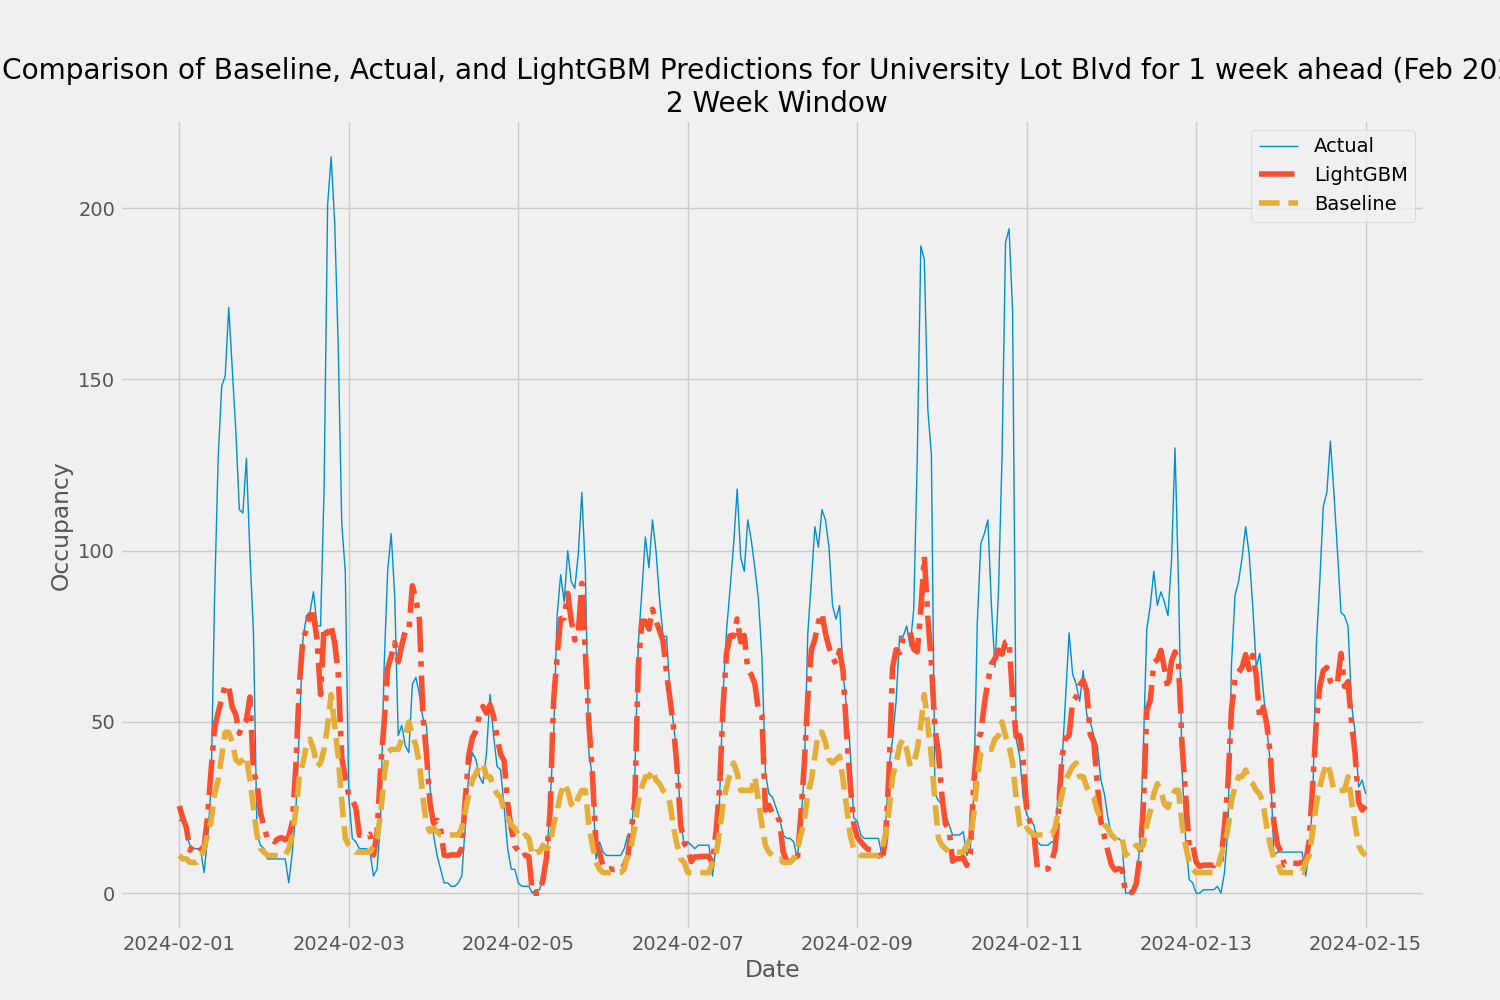 Comparison of Baseline, Actual, and LightGBM Predictions for University Lot Blvd for 1 week ahead (Feb
2 Week Window
Actual
LightGBM
Baseline
Occupancy
200
150
100
50
0
2024-02-01 2024-02-03 2024-02-05 2024-02-07 2024-02-09 2024-02-11 2024-02-13 2024-02-15
Date